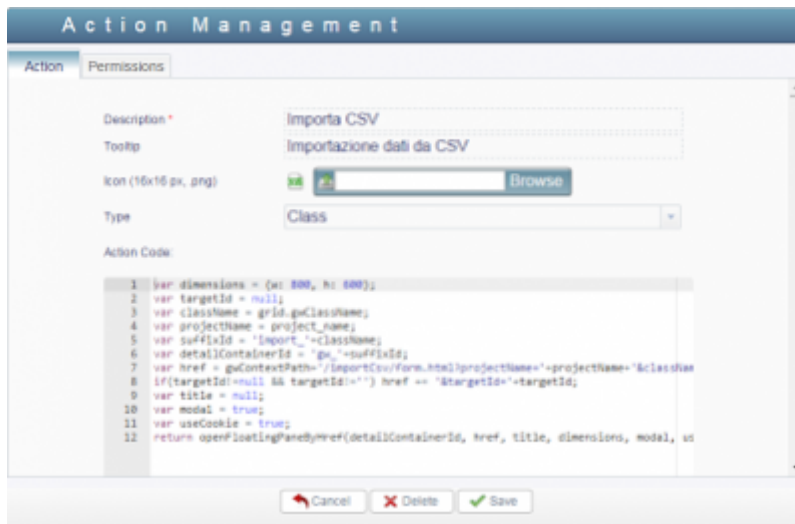 Action Management
Action Permissions
Description *
Importa CSV
Tooltip
Importazione dati da CSV
Icon (16x16 px, .png)
Browse
Type
Class
Action Code:
1 var dimensions = {w: 800, h: 600};
2 var targetId = null;
3 var className = grid.gwClassName;
4 var projectName = project_name;
5 var suffixId = 'import_'+className;
6 var detailContainerId = 'gw_'+suffixId;
7 var href = gwContextPath+'/importCsv/form.html?projectName='+projectName+'&classNam
8 if(targetId!=null && targetId!='') href += '&targetId='+targetId;
9 var title = null;
10 var modal = true;
11 var useCookie = true;
12 return openFloatingPaneByHref(detailContainerId, href, title, dimensions, modal, us
Cancel Delete Save